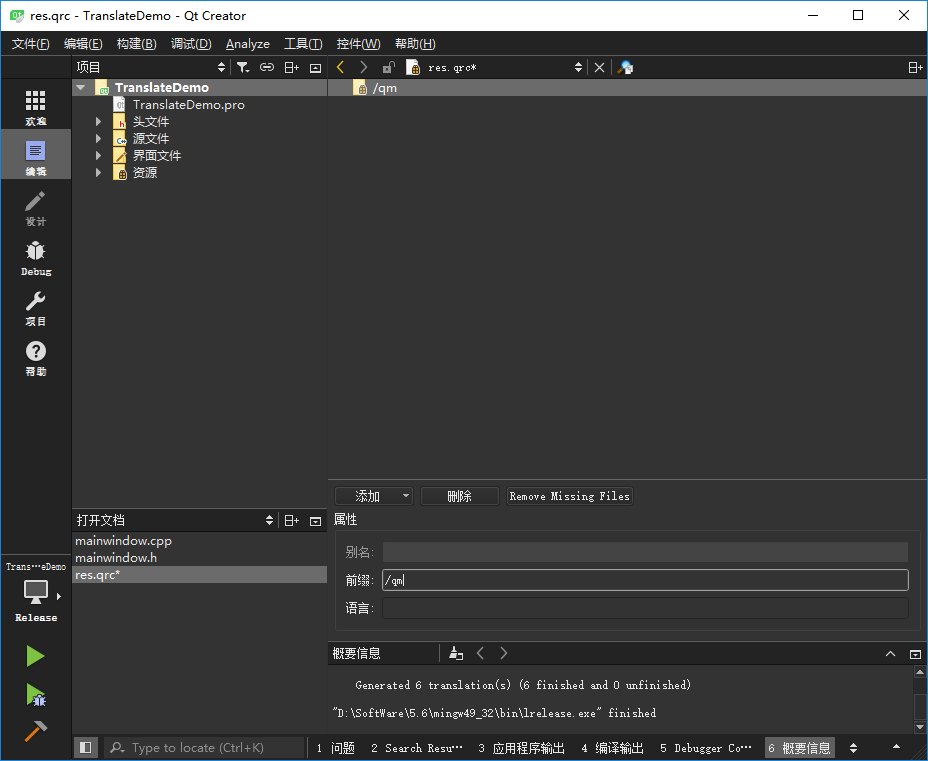 res.qrc - TranslateDemo - Qt Creator
文件(F) 编辑(E) 构建(B) 调试(D) Analyze 工具(T) 控件(W) 帮助(H)
项目
res.qrc*
欢迎
编辑
设计
Debug
项目
帮助
TranslateDemo
TranslateDemo.pro
头文件
源文件
界面文件
资源
/qm
添加 删除 Remove Missing Files
属性
别名:
前缀: /qm
语言:
打开文档
mainwindow.cpp
mainwindow.h
res.qrc*
Trans…eDemo
Release
概要信息
Generated 6 translation(s) (6 finished and 0 unfinished)
"D:\SoftWare\5.6\mingw49_32\bin\lrelease.exe" finished
Type to locate (Ctrl+K) 1 问题 2 Search Resu… 3 应用程序输出 4 编译输出 5 Debugger Co… 6 概要信息